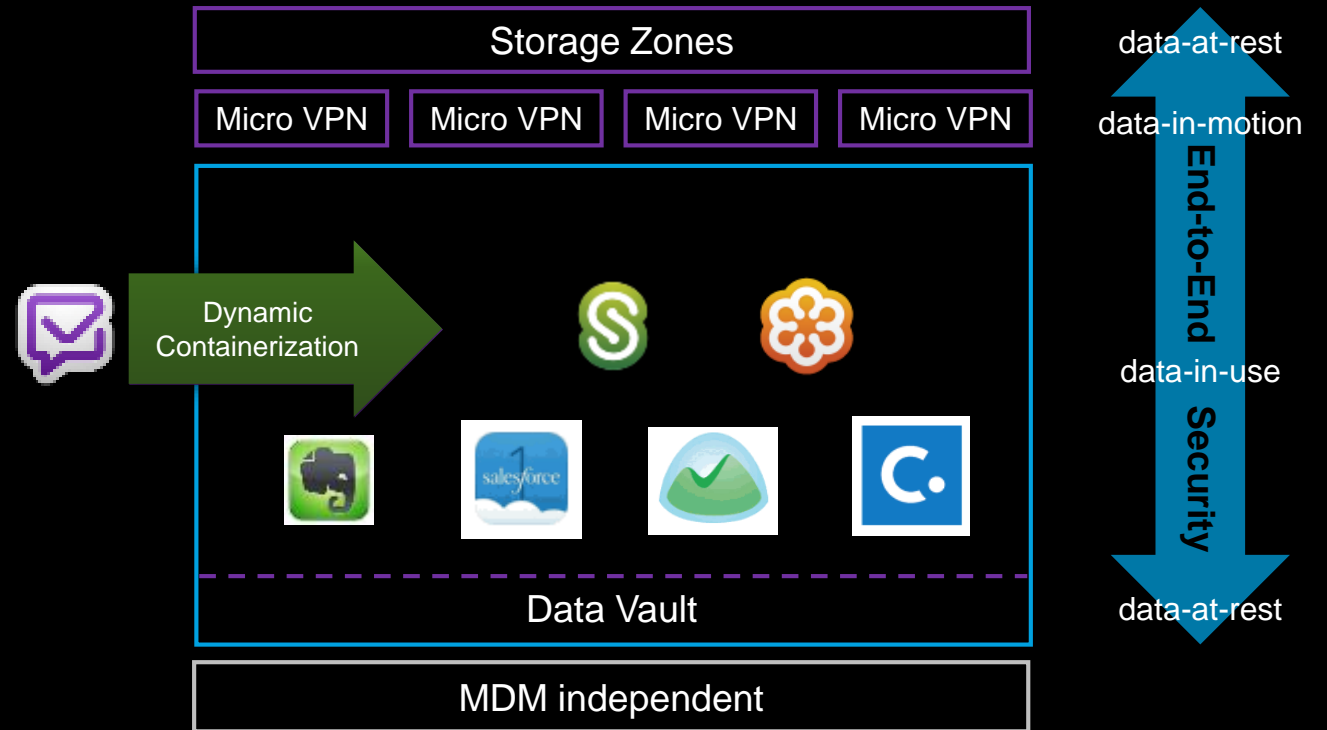 Storage Zones
data-at-rest
Micro VPN
Micro VPN
Micro VPN
Micro VPN
data-in-motion
End-to-End Security
Dynamic
Containerization
data-in-use
1
salesforce
C.
S
Data Vault
data-at-rest
MDM independent